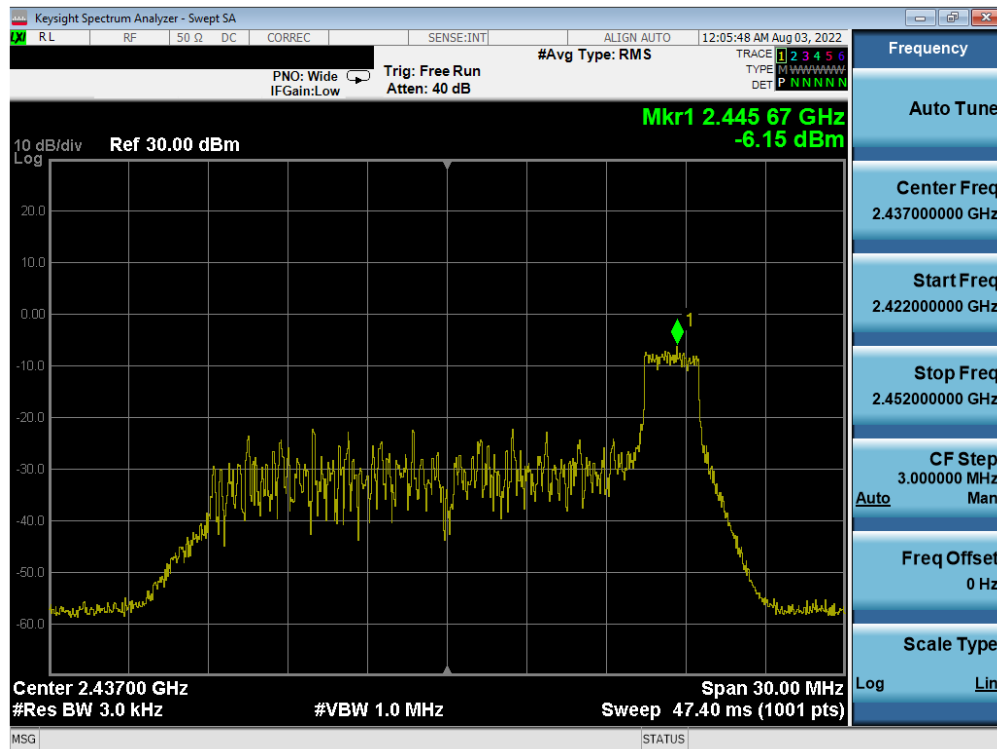 Keysight Spectrum Analyzer - Swept SA
LXI RL RF 50 Ω DC CORREC SENSE:INT ALIGN AUTO 12:05:48 AM Aug 03, 2022
#Avg Type: RMS
TRACE 1 2 3 4 5 6
TYPE M W W W W W
DET P N N N N N
PNO: Wide
IFGain:Low
Trig: Free Run
Atten: 40 dB
Mkr1 2.445 67 GHz
-6.15 dBm
10 dB/div
Log
Ref 30.00 dBm
20.0
10.0
0.00
-10.0
-20.0
-30.0
-40.0
-50.0
-60.0
1
Center 2.43700 GHz
Span 30.00 MHz
#Res BW 3.0 kHz
#VBW 1.0 MHz
Sweep 47.40 ms (1001 pts)
MSG
STATUS
Frequency
Auto Tune
Center Freq
2.437000000 GHz
Start Freq
2.422000000 GHz
Stop Freq
2.452000000 GHz
CF Step
3.000000 MHz
Auto Man
Freq Offset
0 Hz
Scale Type
Log Lin